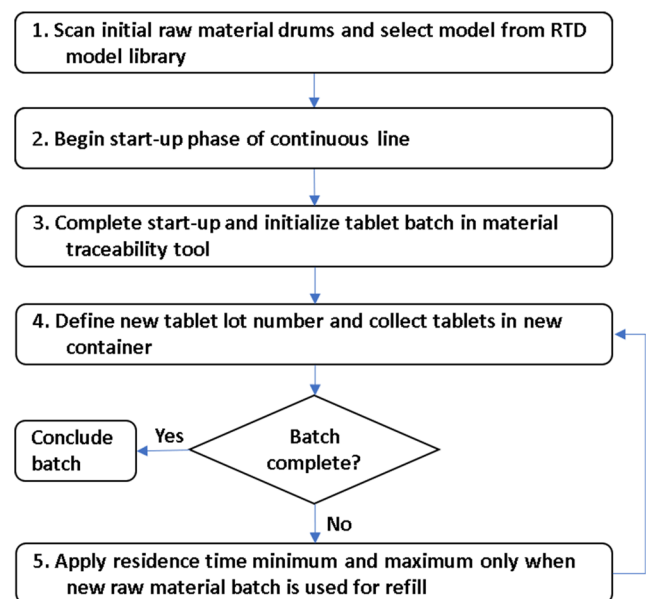 1. Scan initial raw material drums and select model from RTD
model library
2. Begin start-up phase of continuous line
3. Complete start-up and initialize tablet batch in material
traceability tool
4. Define new tablet lot number and collect tablets in new
container
Batch
complete?
Yes
Conclude
batch
No
5. Apply residence time minimum and maximum only when
new raw material batch is used for refill